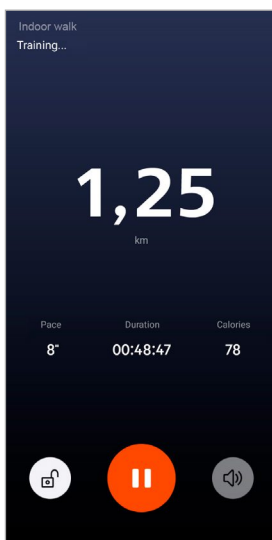 Indoor walk
Training...
1,25
km
Pace Duration Calories
8" 00:48:47 78